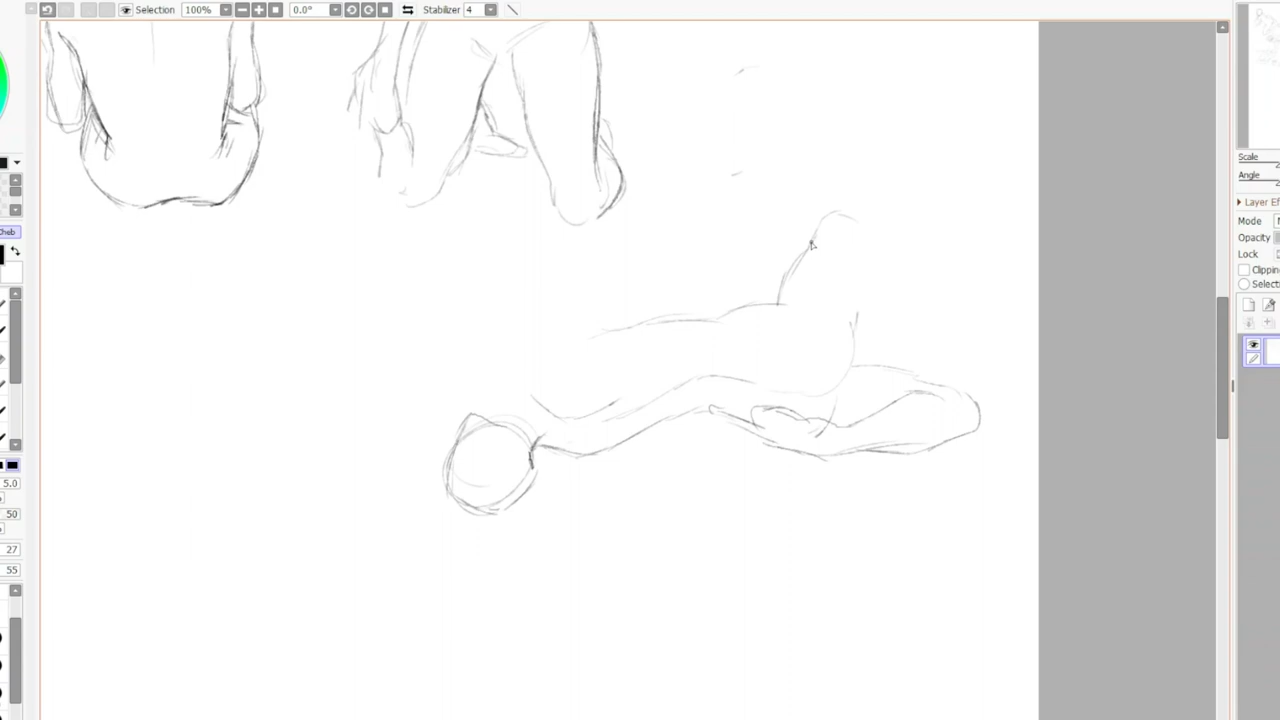 Selection 100% 0.0° Stabilizer 4
Scale
Angle
Layer Ef
Mode
Opacity
Lock
Clippin
Selecti
5.0
50
27
55